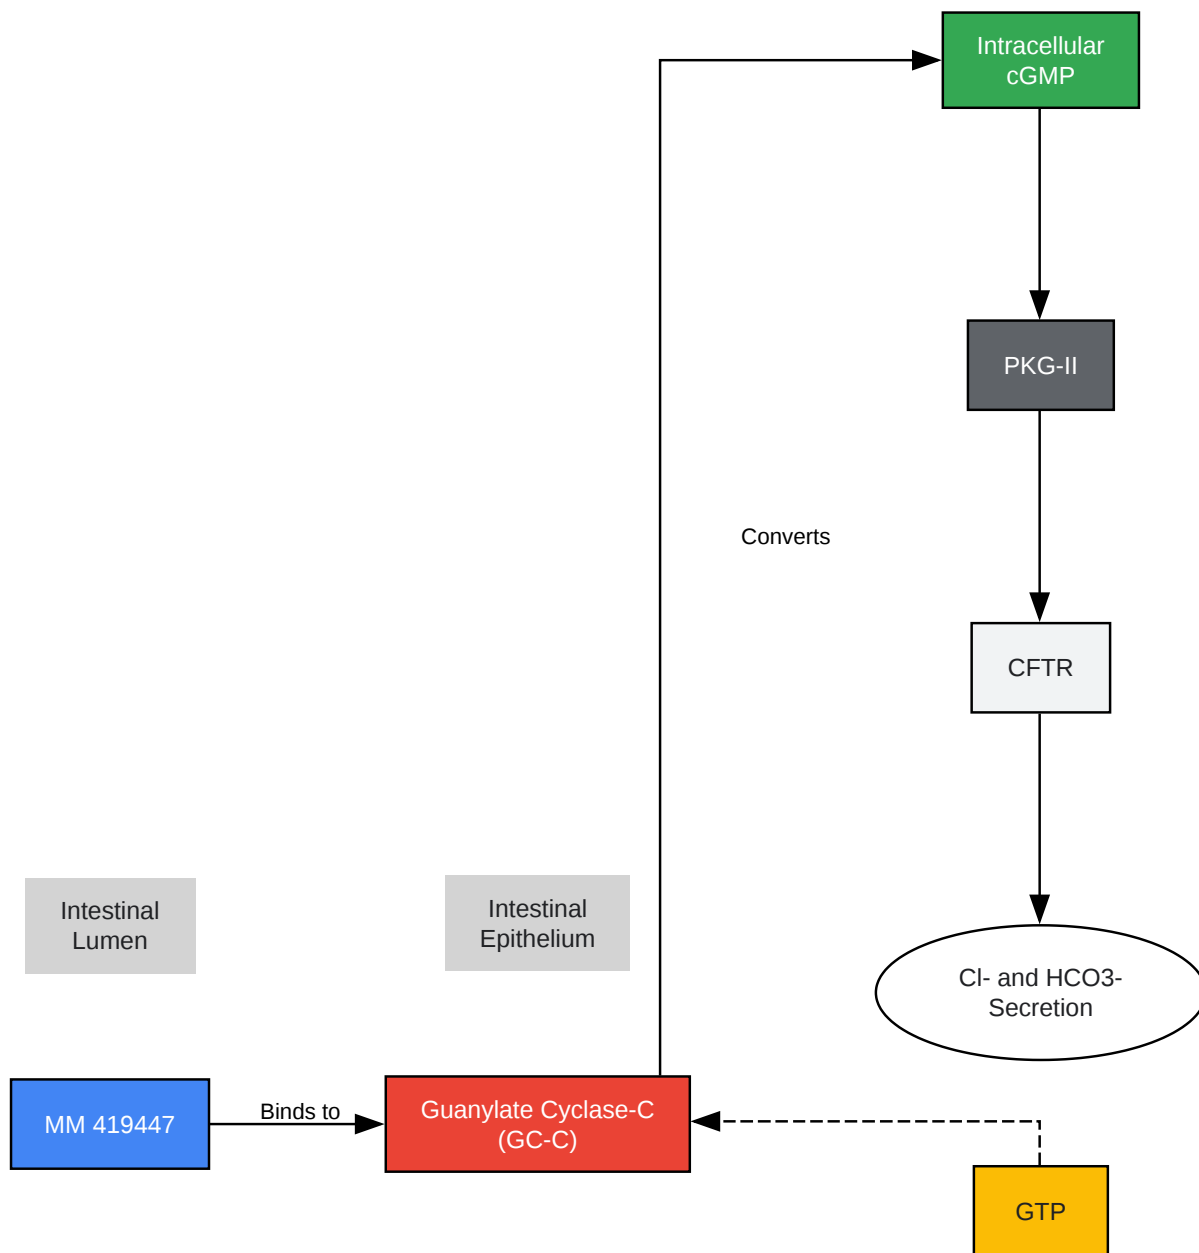 Intracellular
cGMP
PKG-II
Converts
CFTR
Intestinal
Lumen
Intestinal
Epithelium
Cl- and HCO3-
Secretion
MM 419447
Binds to
Guanylate Cyclase-C
(GC-C)
GTP